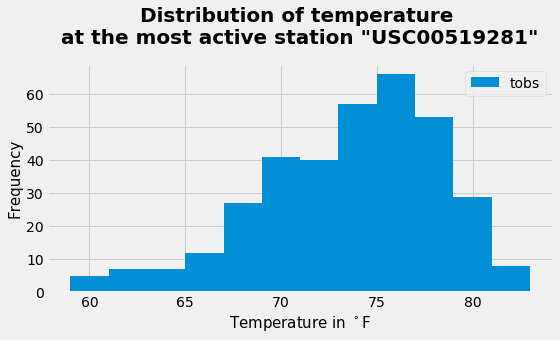 Distribution of temperature
at the most active station "USC00519281"
tobs
Frequency
60
50
40
30
20
10
0
60 65 70 75 80
Temperature in ˚F